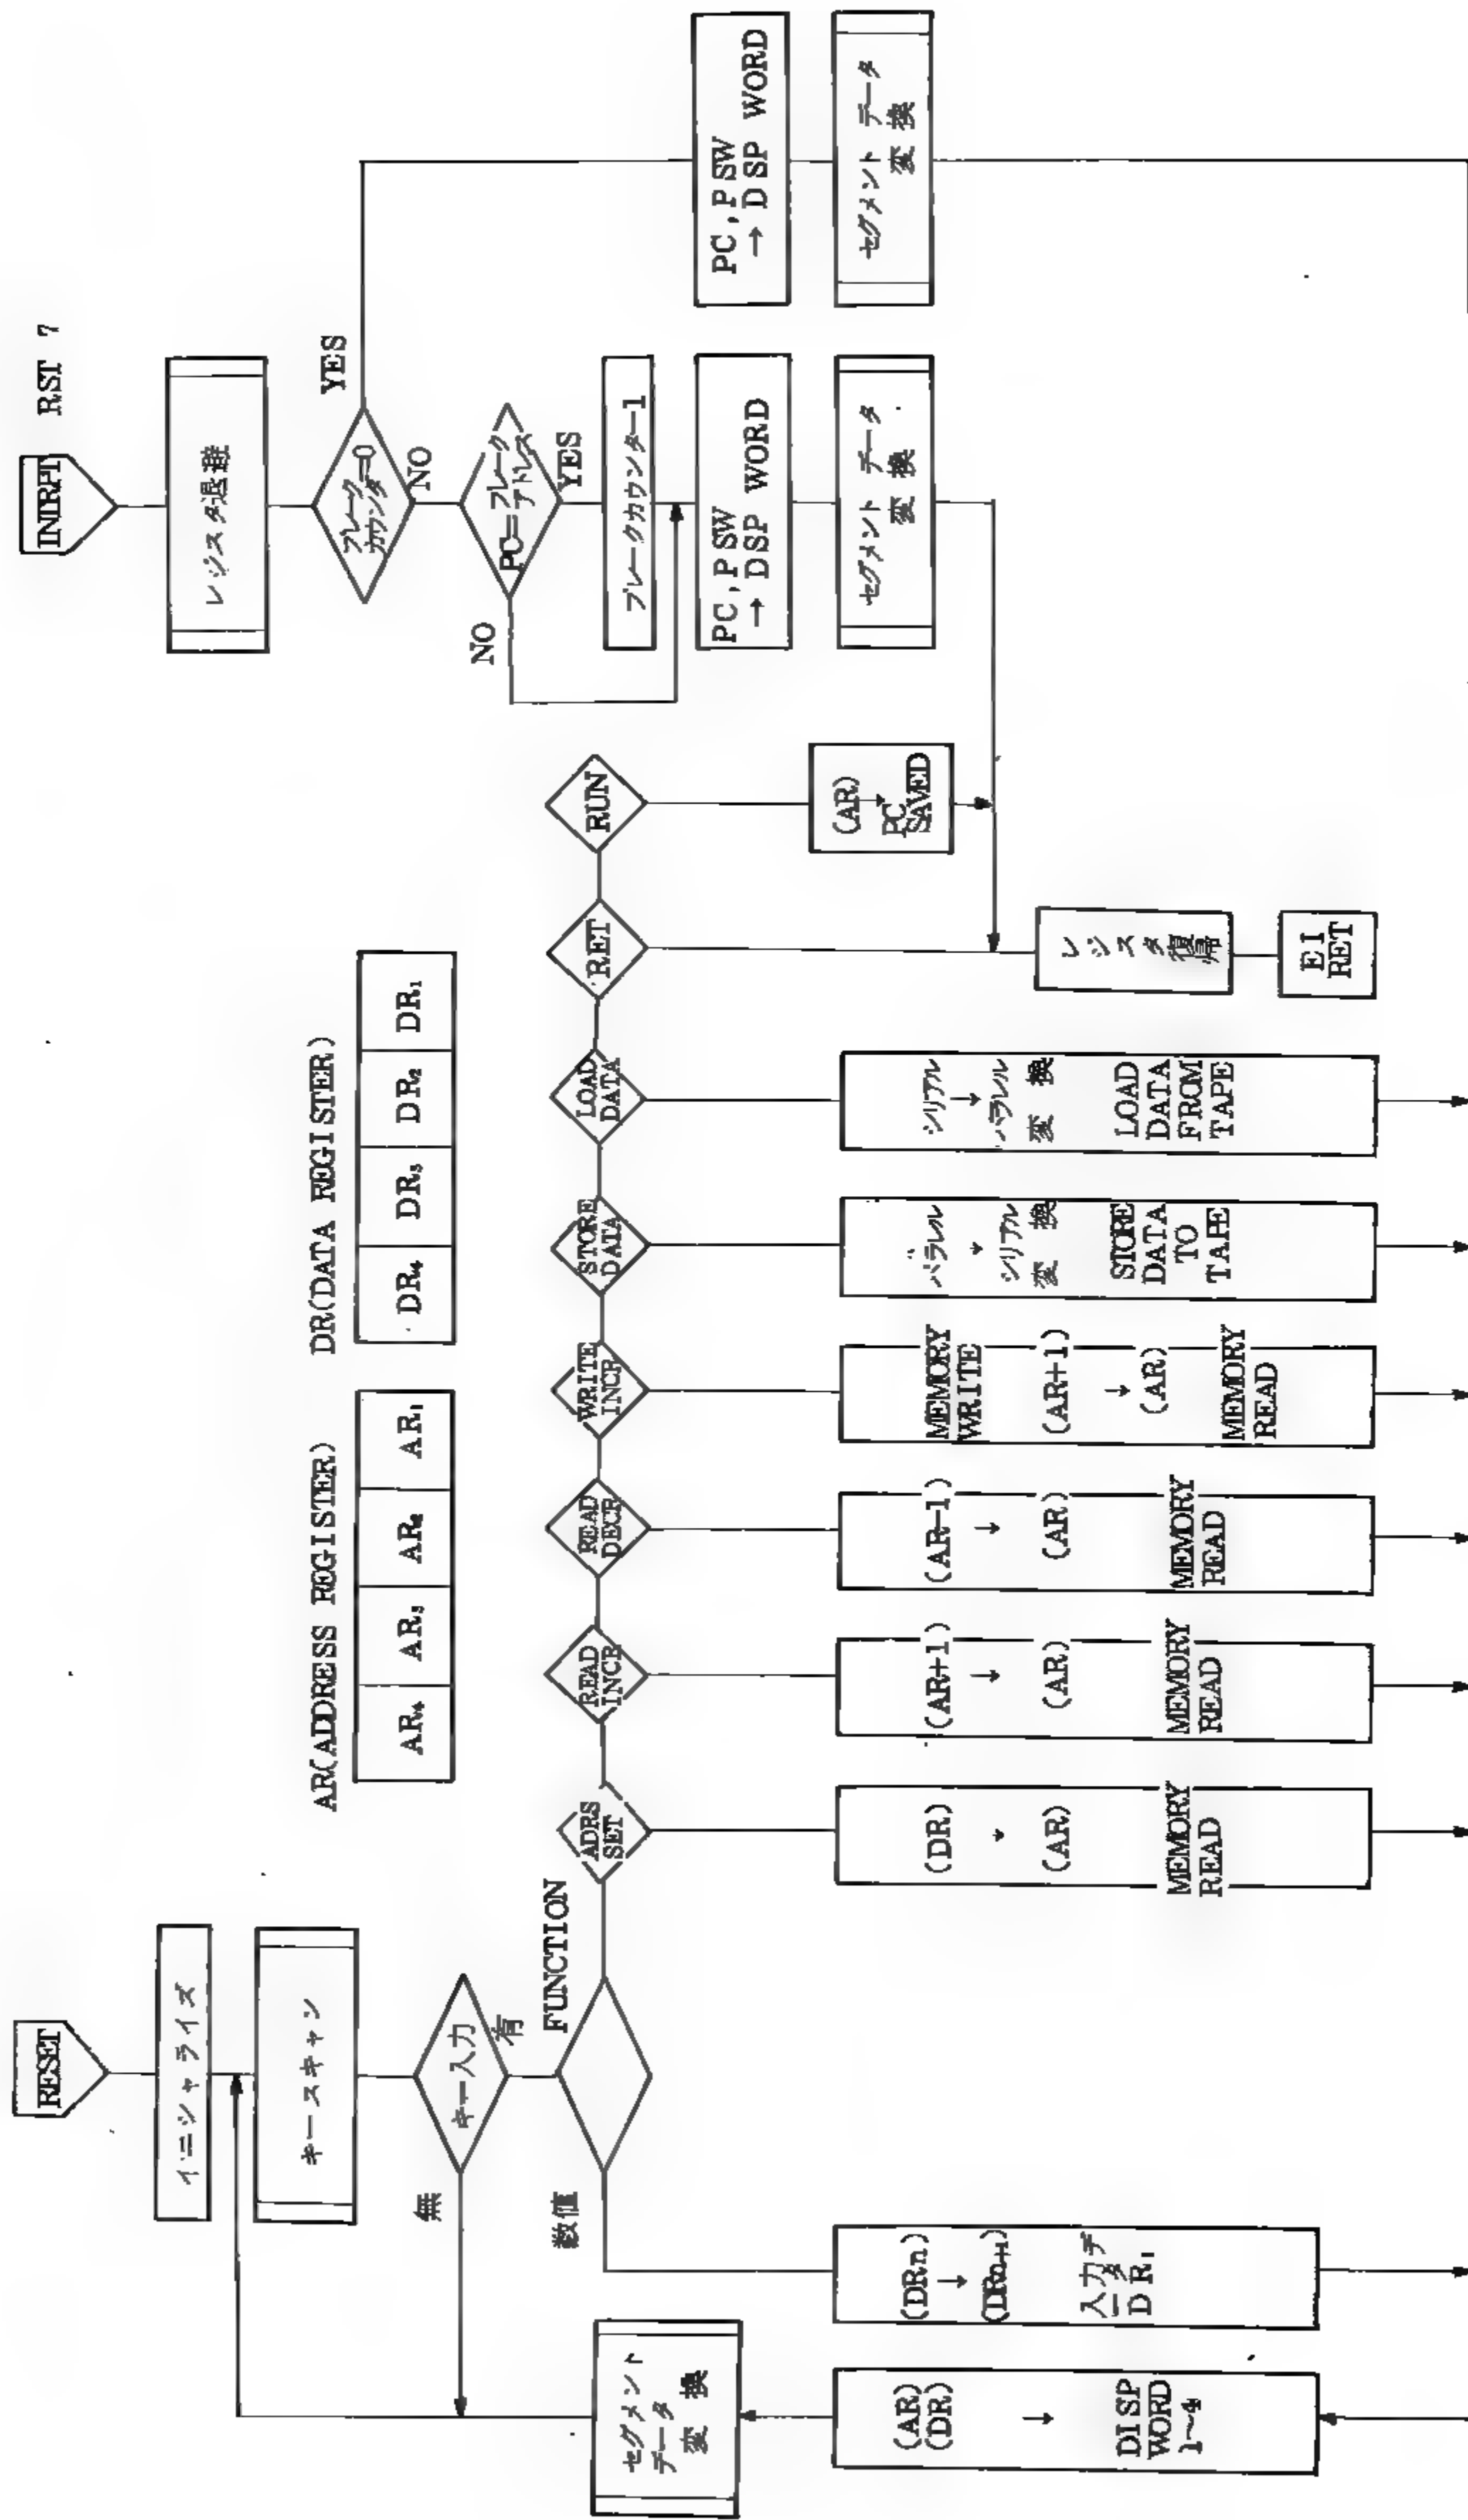 RESET
イニシャライズ
キースキャン
キー入力
無
有
数値
FUNCTION
セグメント
データ
変 換
(AR)
(DR)
→
DISP
WORD
1~4
(DRn)
→
(DRn+1)
入力デ
ータ
DR₁
AR(ADDRESS REGISTER)
AR₄ AR₃ AR₂ AR₁
DR(DATA REGISTER)
DR₄ DR₃ DR₂ DR₁
ADRS
SET
READ
INCR
READ
DECR
WRITE
INCR
STORE
DATA
LOAD
DATA
RET
RUN
(DR)
→
(AR)
MEMORY
READ
(AR+1)
→
(AR)
MEMORY
READ
(AR-1)
→
(AR)
MEMORY
READ
MEMORY
WRITE
(AR+1)
→
(AR)
MEMORY
READ
パラレル
→
シリアル
変 換
STORE
DATA
TO
TAPE
シリアル
→
パラレル
変 換
LOAD
DATA
FROM
TAPE
(AR)
→
PC
SAVED
レジスタ復帰
EI
RET
INTRPT RST 7
レジスタ退避
ブレーク=0
カウンター
YES
NO
PC=ブレーク>
アドレス
NO
YES
ブレークカウンター1
PC,PSW
→DSP WORD
セグメント データ
変 換
PC,PSW
→DSP WORD
セグメント データ
変 換